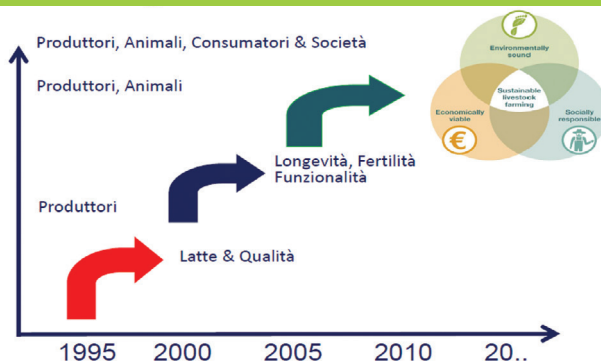 Produttori, Animali, Consumatori & Società
Produttori, Animali
Produttori
Latte & Qualità
Longevità, Fertilità
Funzionalità
Environmentally
sound
Sustainable
livestock
farming
Economically
viable
€
Socially
responsible
1995 2000 2005 2010 20..